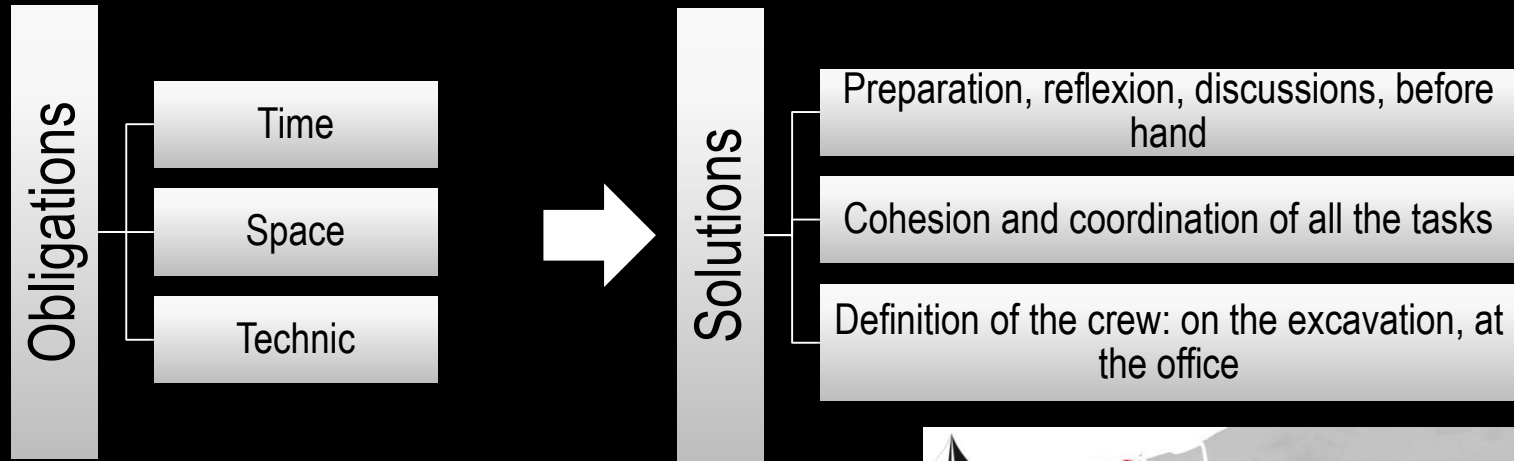 Obligations
Time
Space
Technic
Solutions
Preparation, reflexion, discussions, before
hand
Cohesion and coordination of all the tasks
Definition of the crew: on the excavation, at
the office